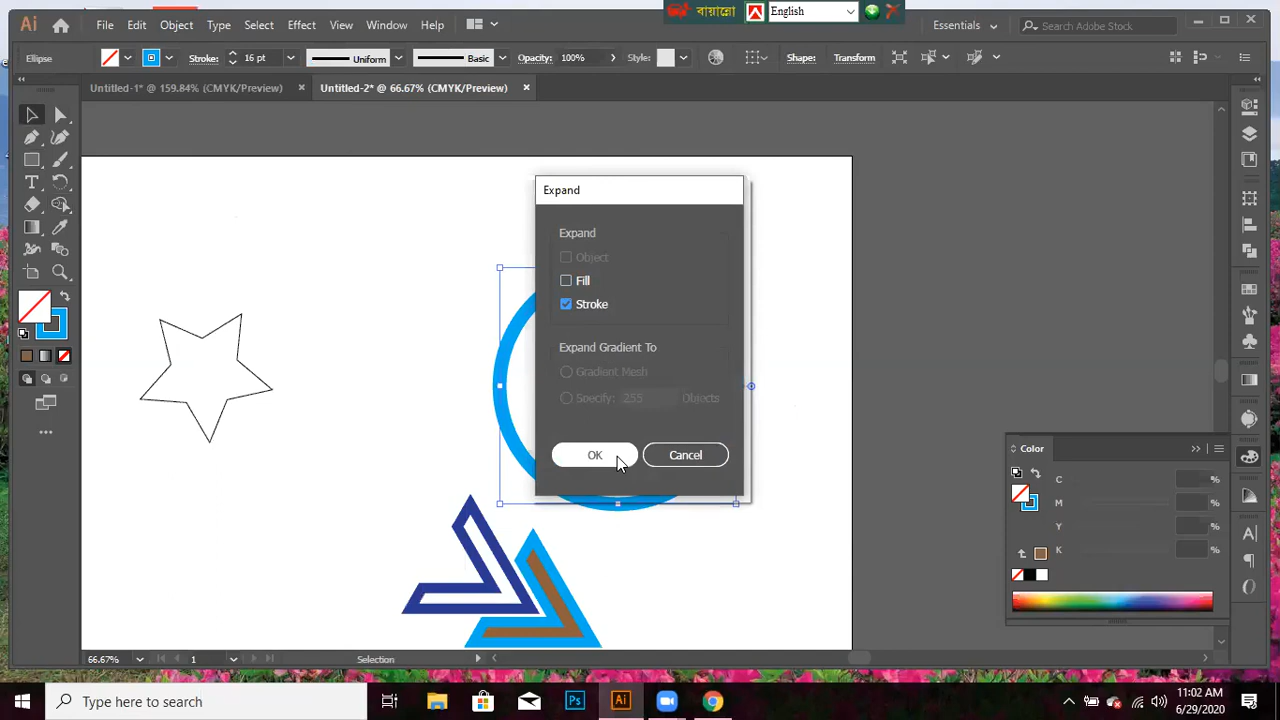 বায়ান্নো English
Ai File Edit Object Type Select Effect View Window Help Essentials Search Adobe Stock
Ellipse Stroke: 16 pt Uniform Basic Opacity: 100% Style: Shape: Transform
Untitled-1* @ 159.84% (CMYK/Preview) × Untitled-2* @ 66.67% (CMYK/Preview) ×
Expand
Expand
Object
Fill
Stroke
Expand Gradient To
Gradient Mesh
Specify: 255 Objects
OK Cancel
Color
C %
M %
Y %
K %
66.67% 1 Selection
Type here to search
Ps Ai
11:02 AM
6/29/2020